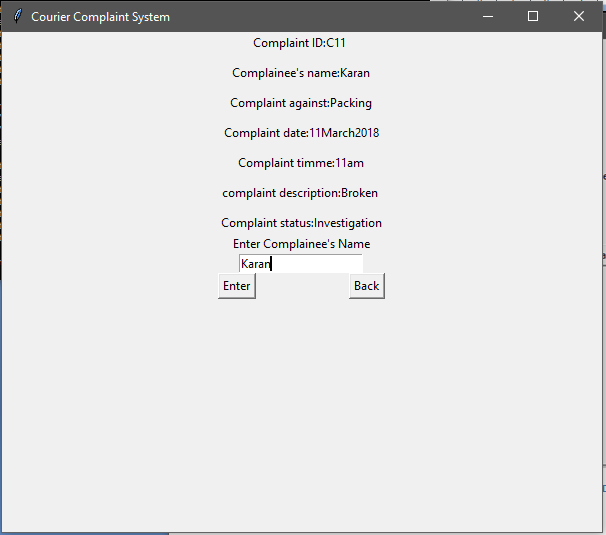 Courier Complaint System
Complaint ID:C11
Complainee's name:Karan
Complaint against:Packing
Complaint date:11March2018
Complaint timme:11am
complaint description:Broken
Complaint status:Investigation
Enter Complainee's Name
Karan
Enter Back